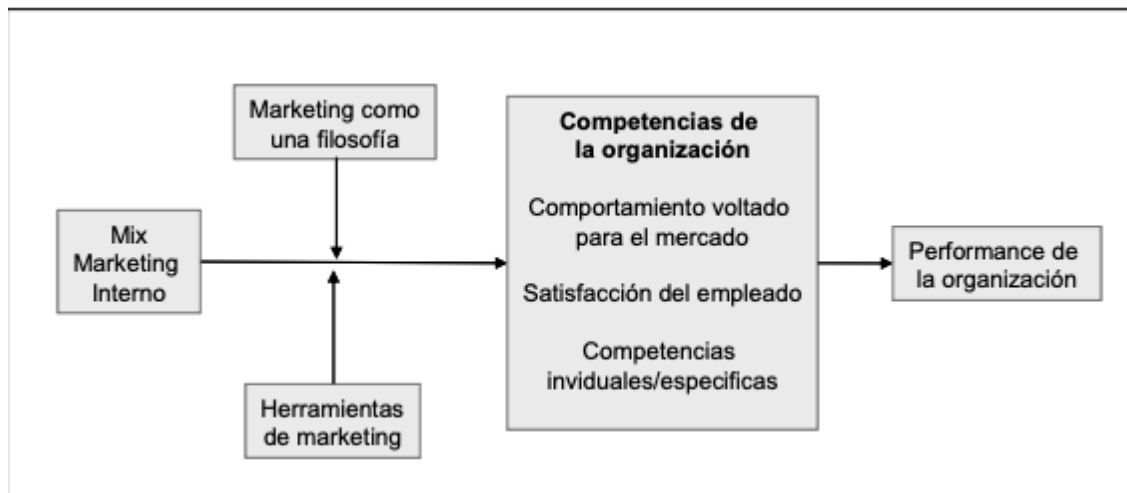 Marketing como
una filosofía
Mix
Marketing
Interno
Herramientas
de marketing
Competencias de
la organización
Comportamiento voltado
para el mercado
Satisfacción del empleado
Competencias
inviduales/especificas
Performance de
la organización